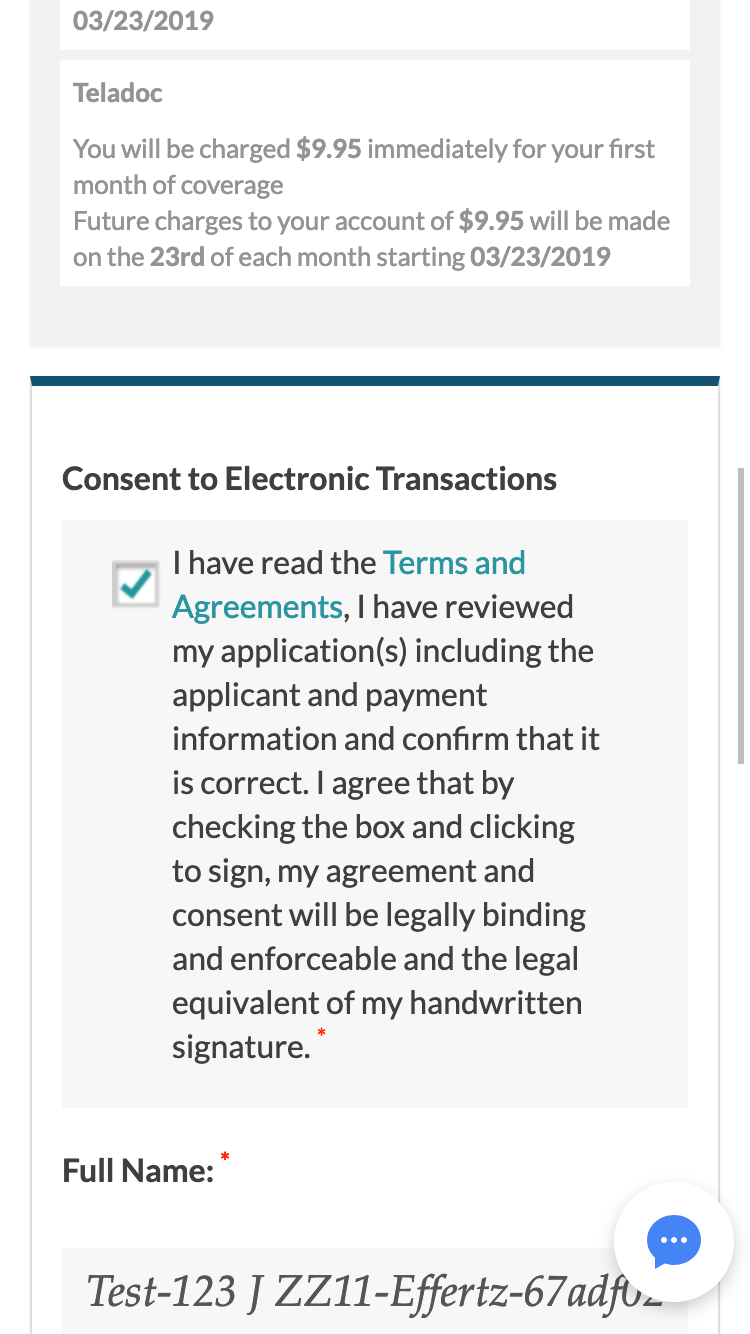 03/23/2019
Teladoc
You will be charged $9.95 immediately for your first
month of coverage
Future charges to your account of $9.95 will be made
on the 23rd of each month starting 03/23/2019
Consent to Electronic Transactions
I have read the Terms and
Agreements, I have reviewed
my application(s) including the
applicant and payment
information and confirm that it
is correct. I agree that by
checking the box and clicking
to sign, my agreement and
consent will be legally binding
and enforceable and the legal
equivalent of my handwritten
signature. *
Full Name: *
Test-123 J ZZ11-Effertz-67adf02